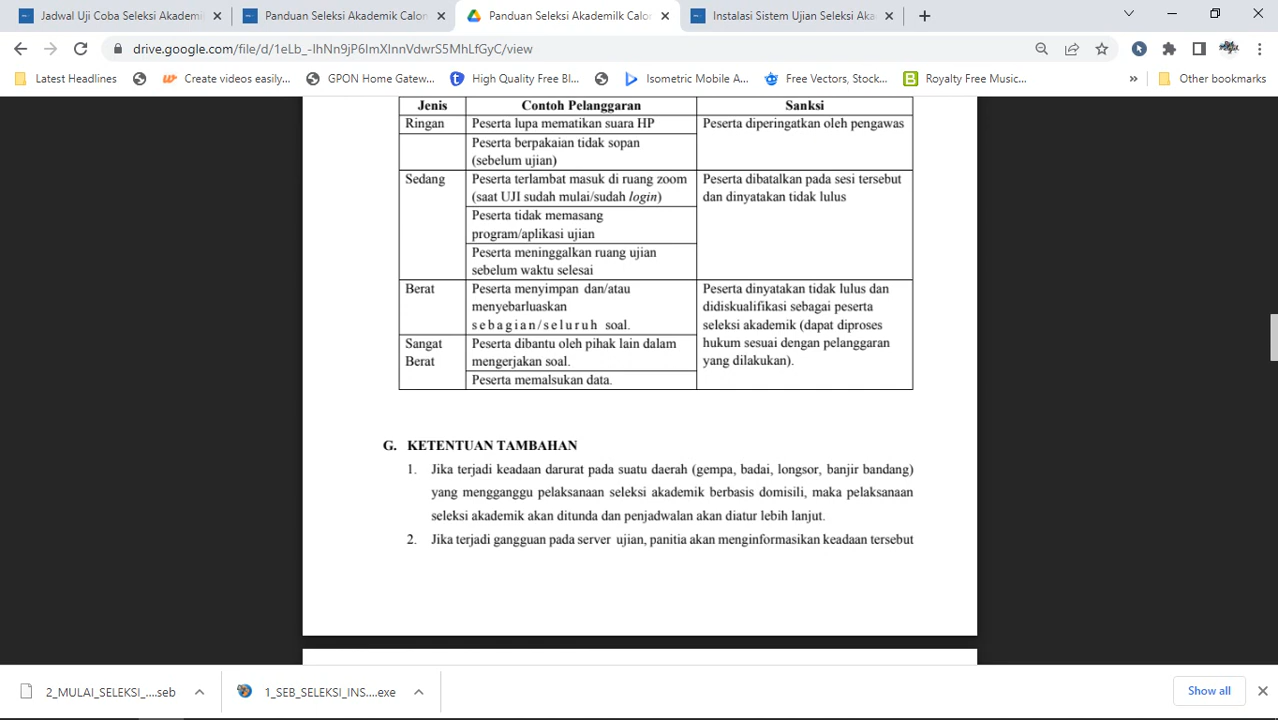 Jadwal Uji Coba Seleksi Akademi
Panduan Seleksi Akademik Calon
Panduan Seleksi Akademilk Calon
Instalasi Sistem Ujian Seleksi Aka
drive.google.com/file/d/1eLb_-IhNn9jP6lmXlnnVdwrS5MhLfGyC/view
Latest Headlines
Create videos easily...
GPON Home Gatew...
High Quality Free Bl...
Isometric Mobile A...
Free Vectors, Stock...
Royalty Free Music...
»
Other bookmarks
Jenis Contoh Pelanggaran Sanksi
Ringan Peserta lupa mematikan suara HP Peserta diperingatkan oleh pengawas
Peserta berpakaian tidak sopan
(sebelum ujian)
Sedang Peserta terlambat masuk di ruang zoom Peserta dibatalkan pada sesi tersebut
(saat UJI sudah mulai/sudah login) dan dinyatakan tidak lulus
Peserta tidak memasang
program/aplikasi ujian
Peserta meninggalkan ruang ujian
sebelum waktu selesai
Berat Peserta menyimpan dan/atau Peserta dinyatakan tidak lulus dan
menyebarluaskan didiskualifikasi sebagai peserta
sebagian/seluruh soal. seleksi akademik (dapat diproses
Sangat Peserta dibantu oleh pihak lain dalam hukum sesuai dengan pelanggaran
Berat mengerjakan soal. yang dilakukan).
Peserta memalsukan data.
G. KETENTUAN TAMBAHAN
1. Jika terjadi keadaan darurat pada suatu daerah (gempa, badai, longsor, banjir bandang)
yang mengganggu pelaksanaan seleksi akademik berbasis domisili, maka pelaksanaan
seleksi akademik akan ditunda dan penjadwalan akan diatur lebih lanjut.
2. Jika terjadi gangguan pada server ujian, panitia akan menginformasikan keadaan tersebut
2_MULAI_SELEKSI_....seb
1_SEB_SELEKSI_INS....exe
Show all